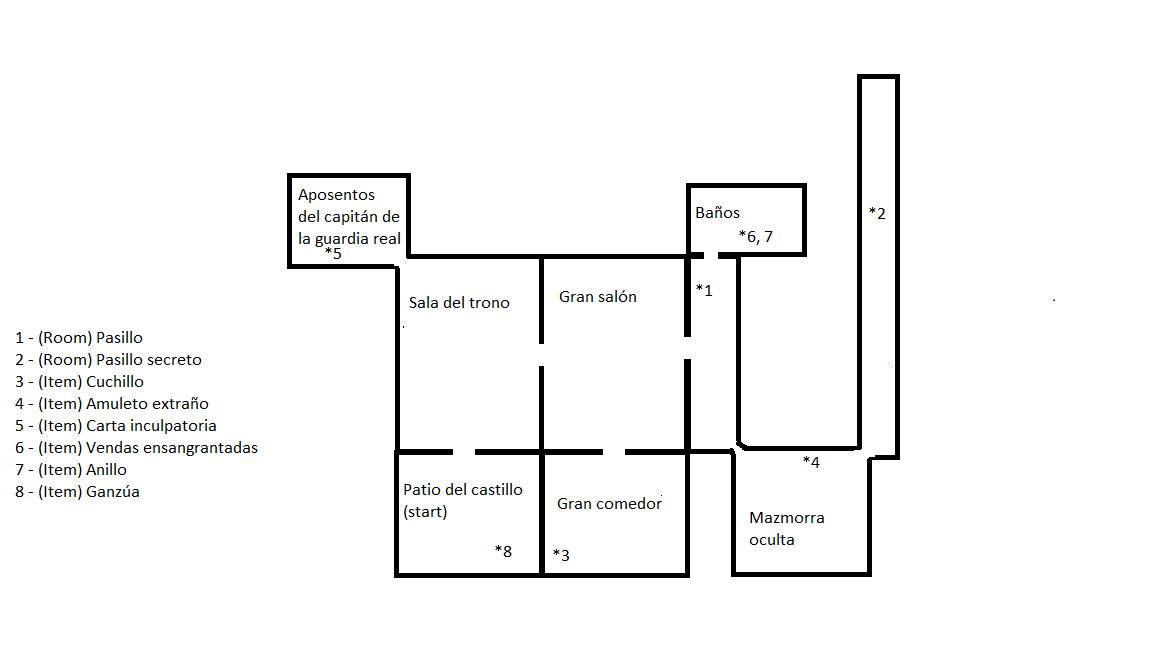 Aposentos
del capitán de
la guardia real
*5
Baños
*6, 7
*2
Sala del trono
Gran salón
*1
1 - (Room) Pasillo
2 - (Room) Pasillo secreto
3 - (Item) Cuchillo
4 - (Item) Amuleto extraño
5 - (Item) Carta inculpatoria
6 - (Item) Vendas ensangrantadas
7 - (Item) Anillo
8 - (Item) Ganzúa
*4
Patio del castillo
(start)
*8
Gran comedor
*3
Mazmorra
oculta